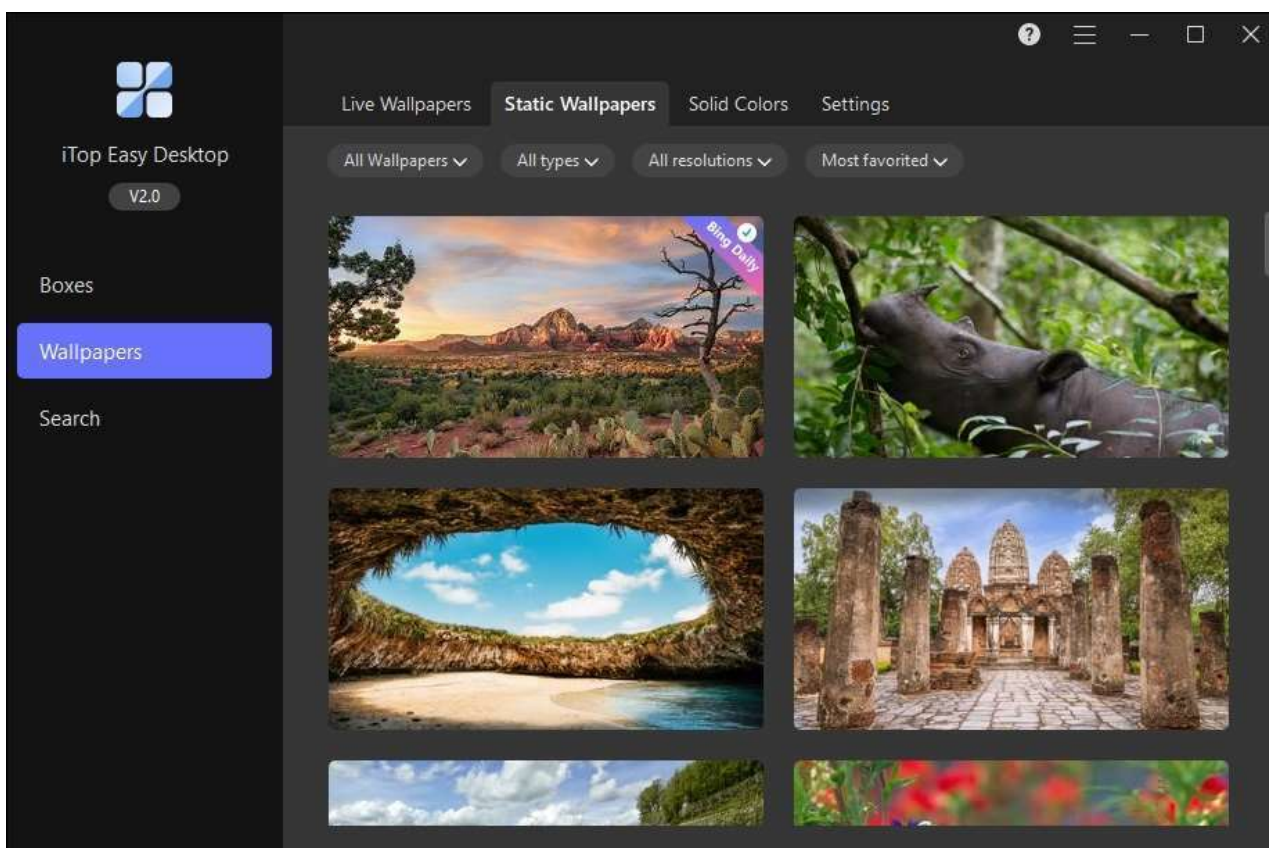 iTop Easy Desktop
V2.0
Boxes
Wallpapers
Search
Live Wallpapers Static Wallpapers Solid Colors Settings
All Wallpapers All types All resolutions Most favorited
Bing Daily